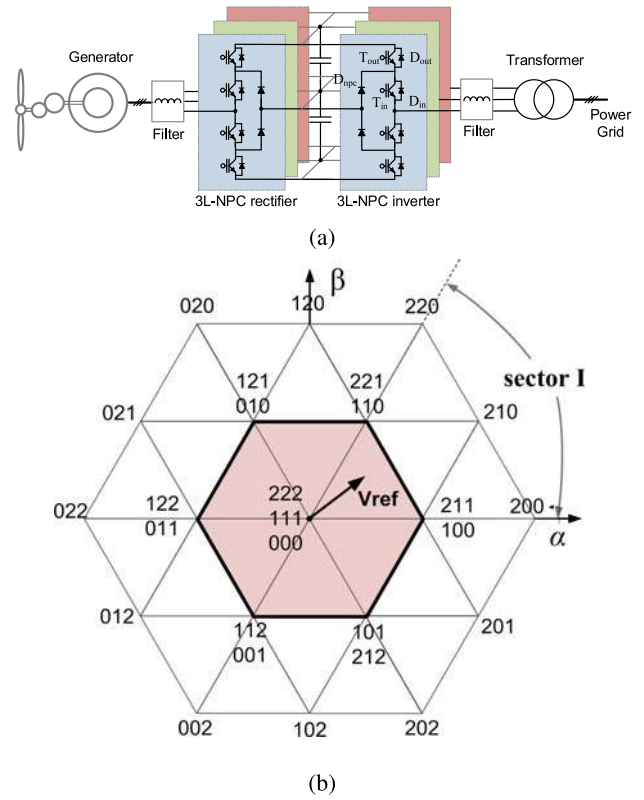 Generator
Transformer
T_out
D_out
D_npc
T_in
D_in
Filter
Filter
Power
Grid
3L-NPC rectifier
3L-NPC inverter
(a)
β
020
120
220
sector I
121
221
010
110
021
210
222
Vref
122
211
200
022
111
011
000
100
α
012
112
101
201
001
212
002
102
202
(b)